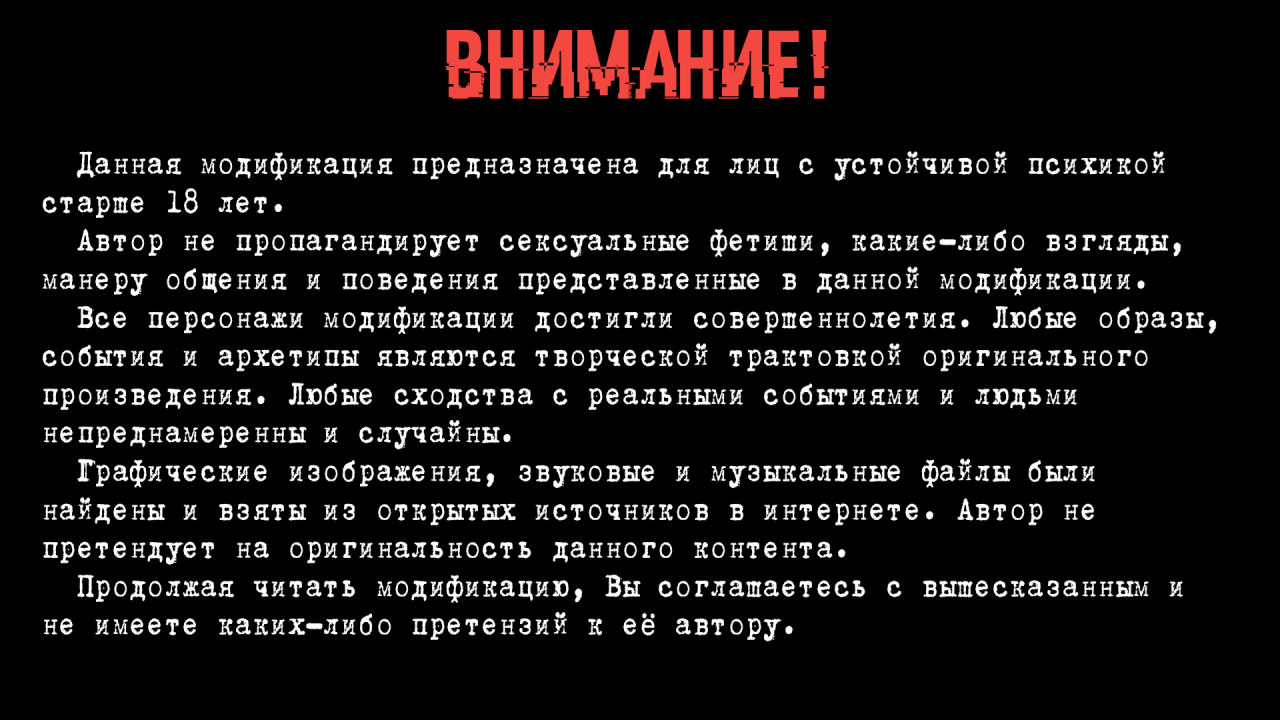 ВНИМАНИЕ!
Данная модификация предназначена для лиц с устойчивой психикой
старше 18 лет.
Автор не пропагандирует сексуальные фетиши, какие-либо взгляды,
манеру общения и поведения представленные в данной модификации.
Все персонажи модификации достигли совершеннолетия. Любые образы,
события и архетипы являются творческой трактовкой оригинального
произведения. Любые сходства с реальными событиями и людьми
непреднамеренны и случайны.
Графические изображения, звуковые и музыкальные файлы были
найдены и взяты из открытых источников в интернете. Автор не
претендует на оригинальность данного контента.
Продолжая читать модификацию, Вы соглашаетесь с вышесказанным и
не имеете каких-либо претензий к её автору.